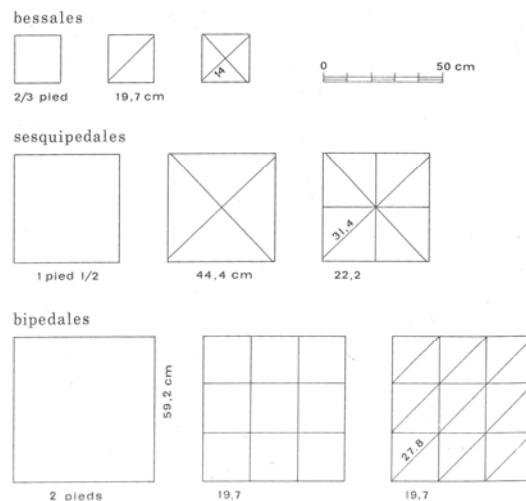 bessales
14
0 50 cm
2/3 pied 19,7 cm
sesquipedales
31,4
1 pied 1/2 44,4 cm 22,2
bipedales
59,2 cm
27.8
2 pieds 19,7 19,7